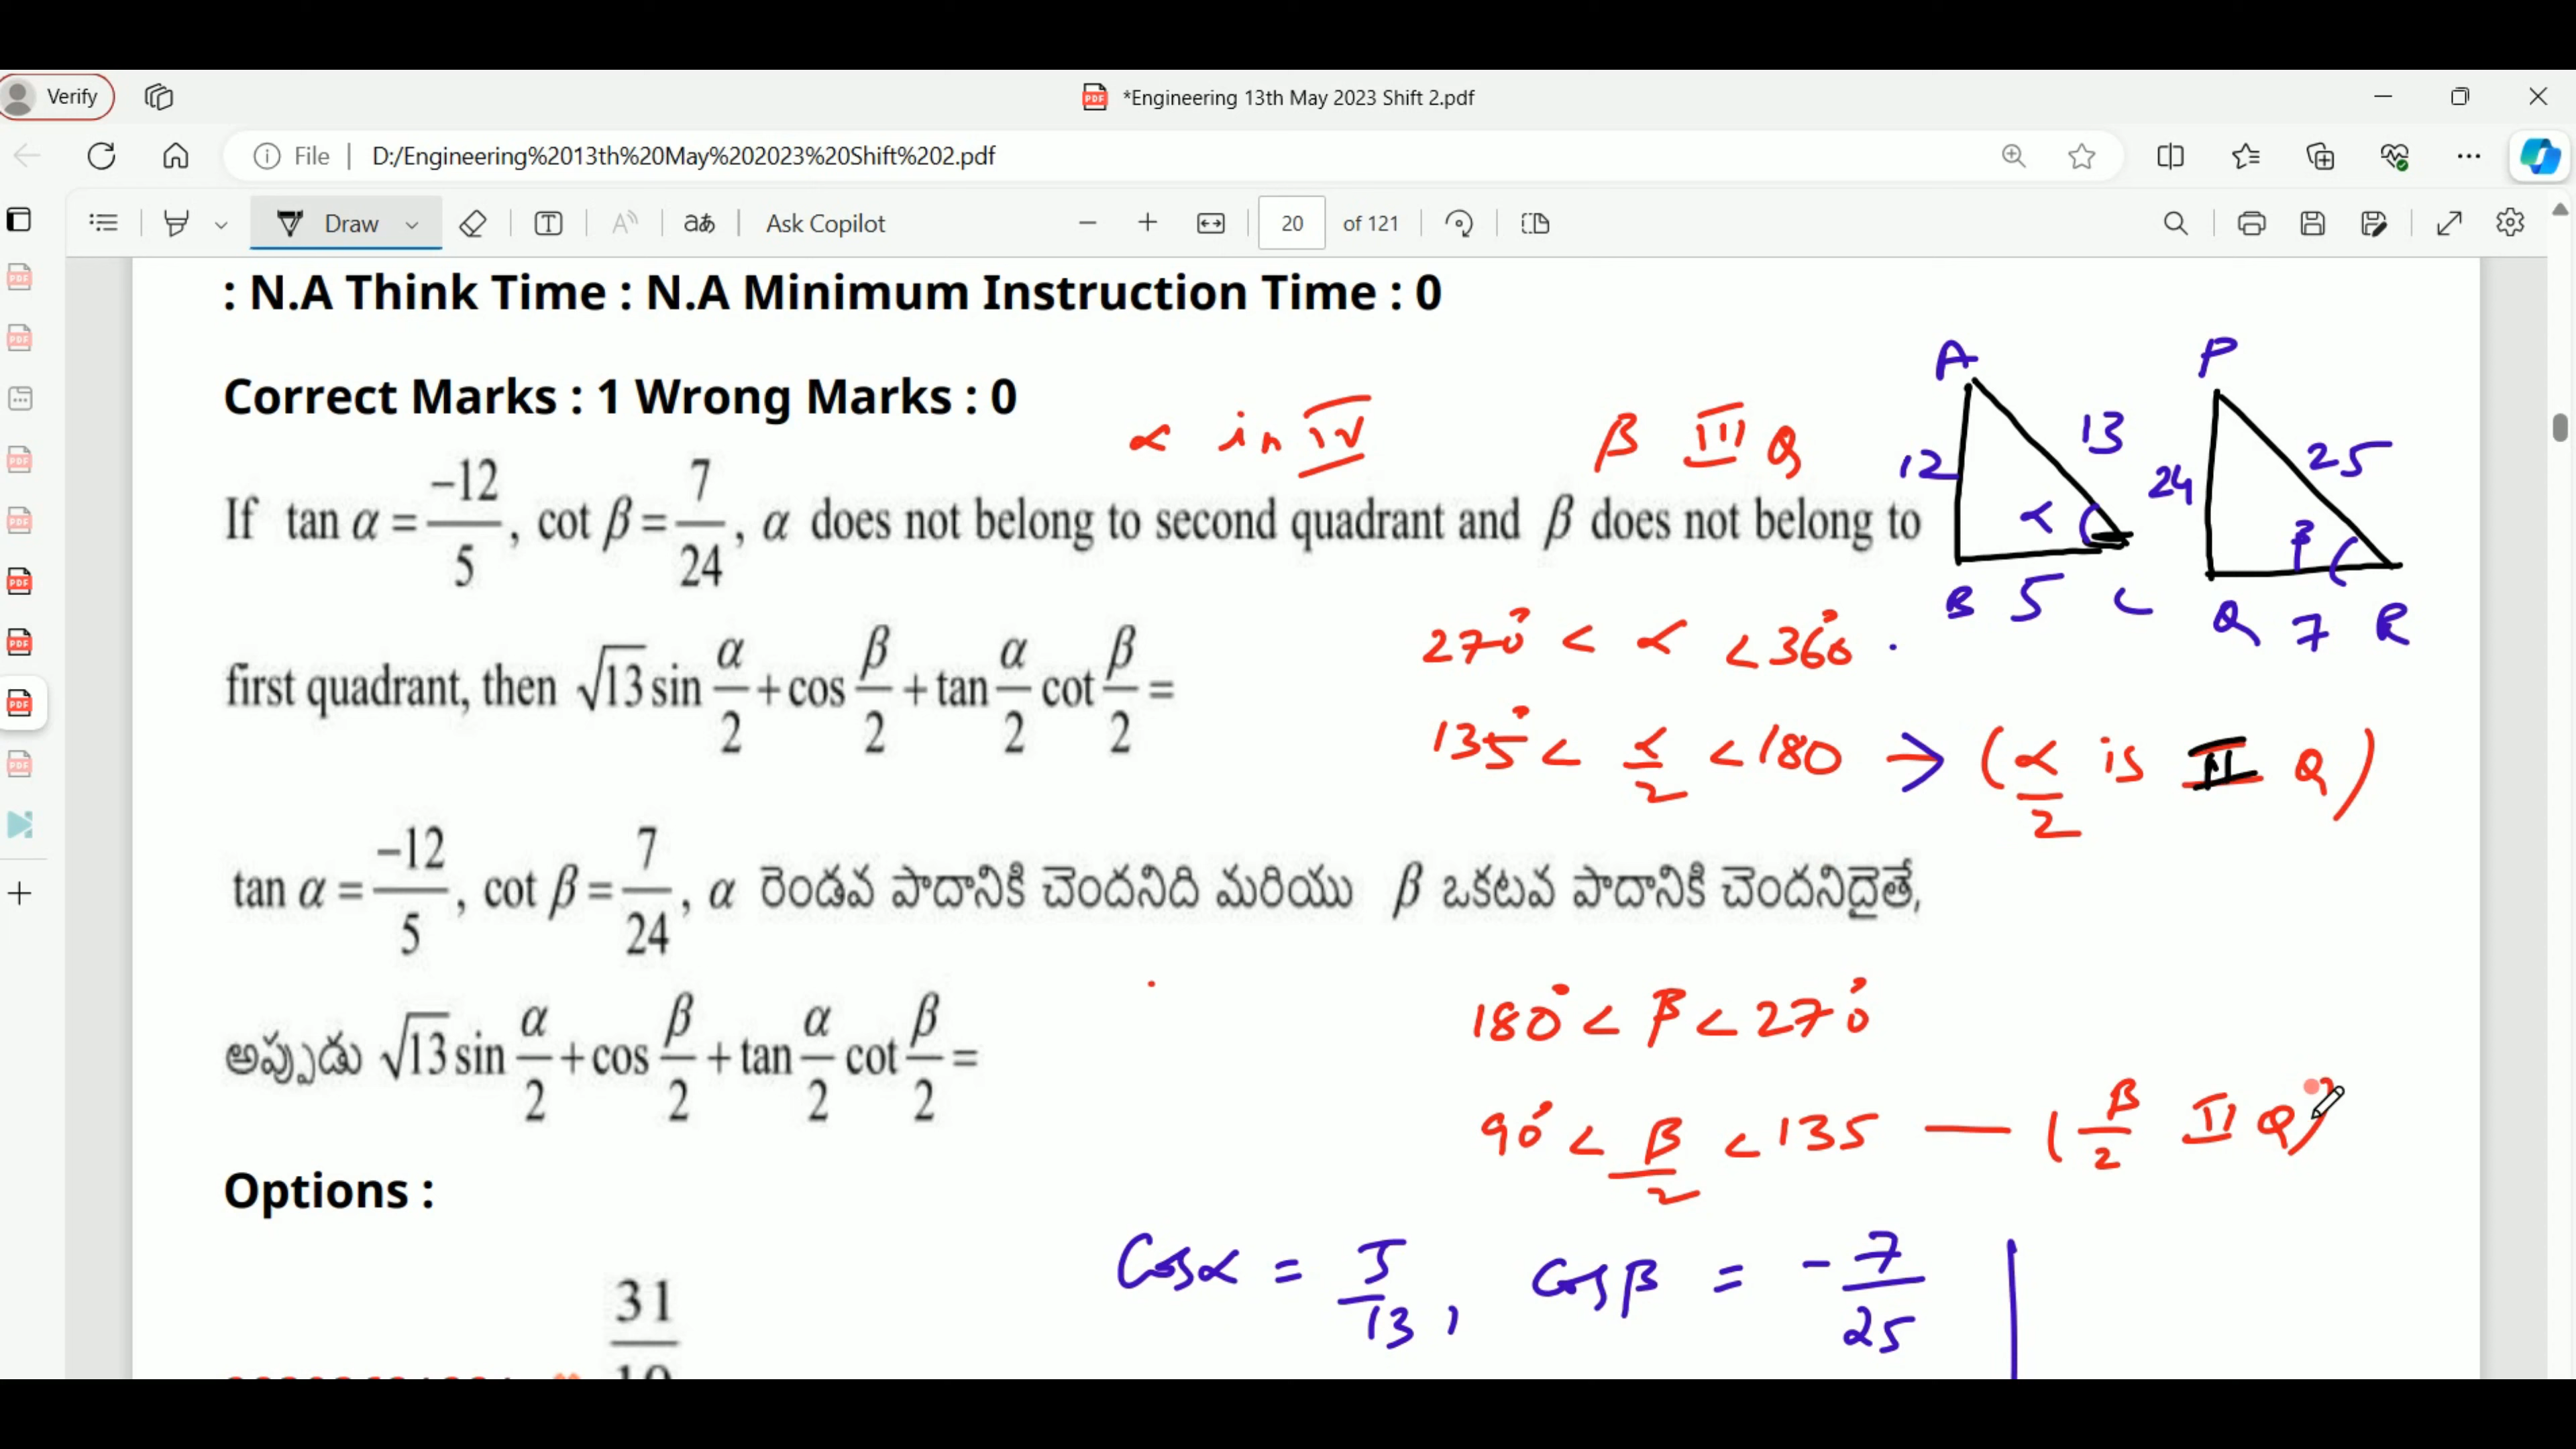 Verify
*Engineering 13th May 2023 Shift 2.pdf
File | D:/Engineering%2013th%20May%202023%20Shift%202.pdf
Draw
T
aあ
Ask Copilot
20 of 121
: N.A Think Time : N.A Minimum Instruction Time : 0
Correct Marks : 1 Wrong Marks : 0
α in IV
β III Q
A
12
13
α
B 5 C
P
24
25
β
Q 7 R
If tan α = -12/5 , cot β = 7/24 , α does not belong to second quadrant and β does not belong to
first quadrant, then √13 sin α/2 + cos β/2 + tan α/2 cot β/2 =
270° < α < 360°
135° < α/2 < 180 → (α/2 is II Q)
tan α = -12/5 , cot β = 7/24 , α రెండవ పాదానికి చెందనిది మరియు β ఒకటవ పాదానికి చెందనిదైతే,
అప్పుడు √13 sin α/2 + cos β/2 + tan α/2 cot β/2 =
180° < β < 270°
90° < β/2 < 135 — (β/2 II Q)
Options :
Cosα = 5/13, Cosβ = -7/25
31